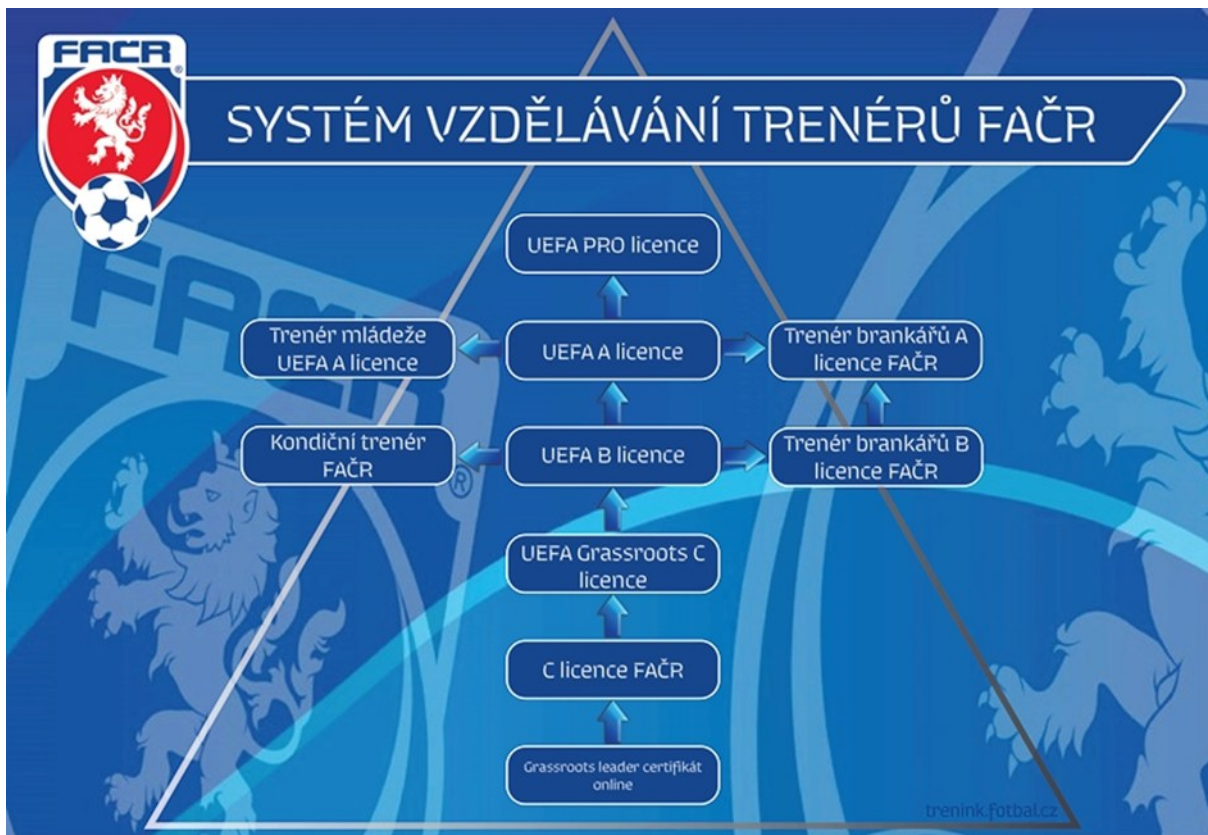 FAČR
®
SYSTÉM VZDĚLÁVÁNÍ TRENÉRŮ FAČR
UEFA PRO licence
Trenér mládeže
UEFA A licence
UEFA A licence
Trenér brankářů A
licence FAČR
Kondiční trenér
FAČR
UEFA B licence
Trenér brankářů B
licence FAČR
FAČR
®
UEFA Grassroots C
licence
C licence FAČR
Grassroots leader certifikát
online
trenink.fotbal.cz